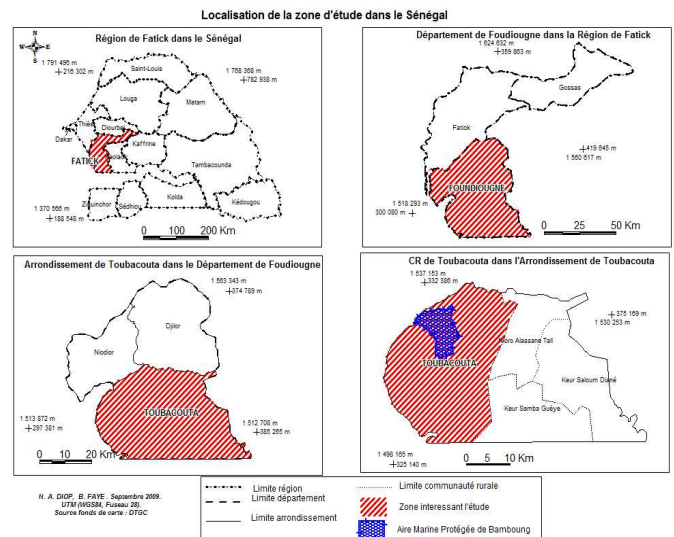 Localisation de la zone d'étude dans le Sénégal
Région de Fatick dans le Sénégal
N
W
E
S
1 791 496 m
216 302 m
1 768 368 m
782 938 m
Saint-Louis
Louga
Matam
Thiès
Diourbel
Dakar
Kaffrine
FATICK
Kaolack
Tambacounda
Ziguinchor
Sédhiou
Kolda
Kédougou
1 370 666 m
188 548 m
0 100 200 Km
Département de Foudiougne dans la Région de Fatick
1 624 632 m
359 863 m
Gossas
Fatick
419 645 m
1 560 617 m
FOUNDIOUGNE
1 518 293 m
300 080 m
0 25 50 Km
Arrondissement de Toubacouta dans le Département de Foudiougne
1 563 343 m
374 789 m
Djilor
Niodior
TOUBACOUTA
1 513 872 m
297 381 m
1 512 708 m
385 265 m
0 10 20 Km
CR de Toubacouta dans l'Arrondissement de Toubacouta
1 537 153 m
332 386 m
375 169 m
1 530 253 m
Nioro Alassane Tall
TOUBACOUTA
Keur Saloum Diané
Keur Samba Guèye
1 498 165 m
325 140 m
0 5 10 Km
N. A. DIOP, B. FAYE . Septembre 2009.
UTM (WGS84, Fuseau 28).
Source fonds de carte : DTGC
Limite région
Limite département
Limite arrondissement
Limite communauté rurale
Zone interessant l'étude
Aire Marine Protégée de Bamboung